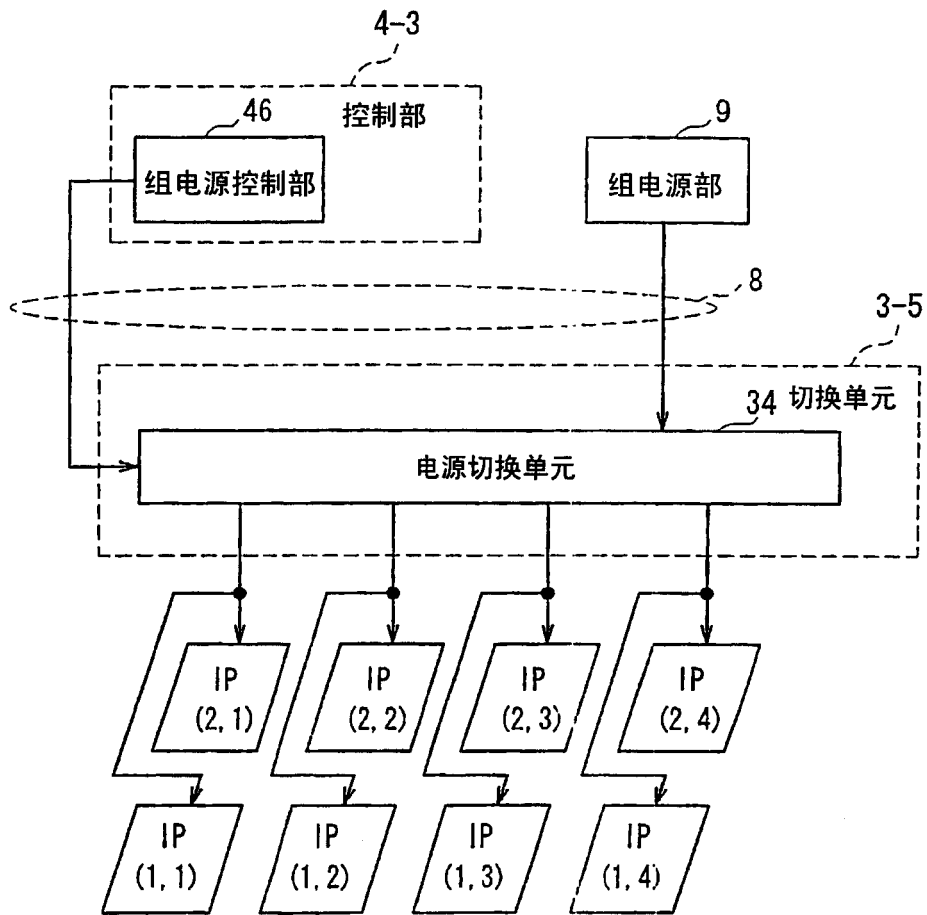 4-3
46
控制部
组电源控制部
9
组电源部
8
3-5
34
切换单元
电源切换单元
IP
(2, 1)
IP
(2, 2)
IP
(2, 3)
IP
(2, 4)
IP
(1, 1)
IP
(1, 2)
IP
(1, 3)
IP
(1, 4)